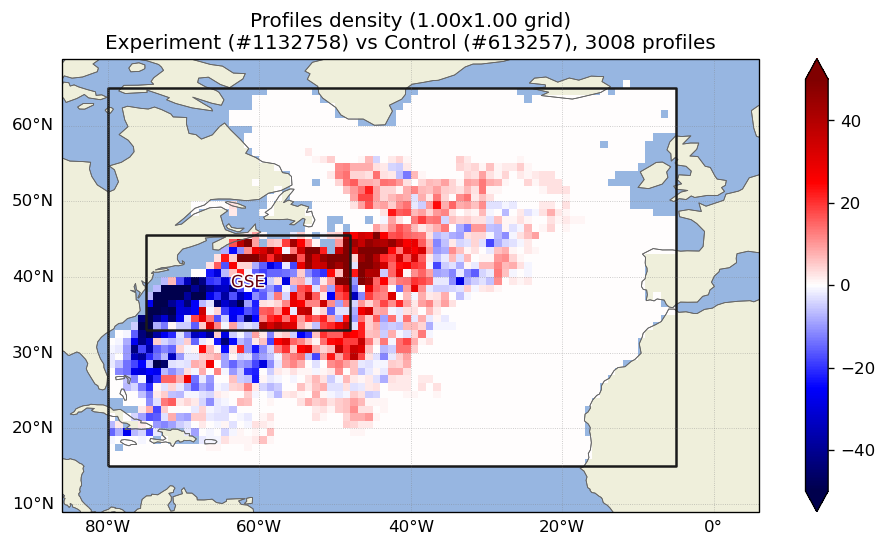 Profiles density (1.00x1.00 grid)
Experiment (#1132758) vs Control (#613257), 3008 profiles
60°N
50°N
40°N
30°N
20°N
10°N
GSE
80°W
60°W
40°W
20°W
0°
40
20
0
−20
−40